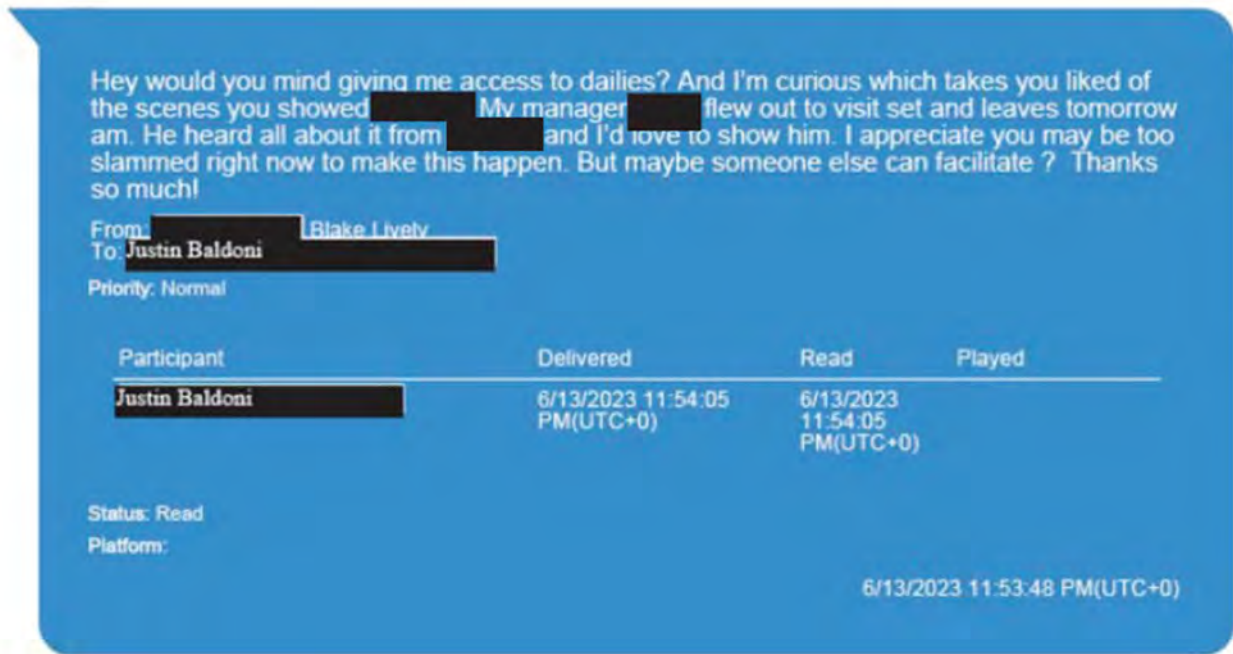 Hey would you mind giving me access to dailies? And I'm curious which takes you liked of
the scenes you showed My manager flew out to visit set and leaves tomorrow
am. He heard all about it from and I'd love to show him. I appreciate you may be too
slammed right now to make this happen. But maybe someone else can facilitate ? Thanks
so much!
From: Blake Lively
To: Justin Baldoni
Priority: Normal
Participant Delivered Read Played
Justin Baldoni 6/13/2023 11:54:05 6/13/2023
PM(UTC+0) 11:54:05
PM(UTC+0)
Status: Read
Platform:
6/13/2023 11:53:48 PM(UTC+0)